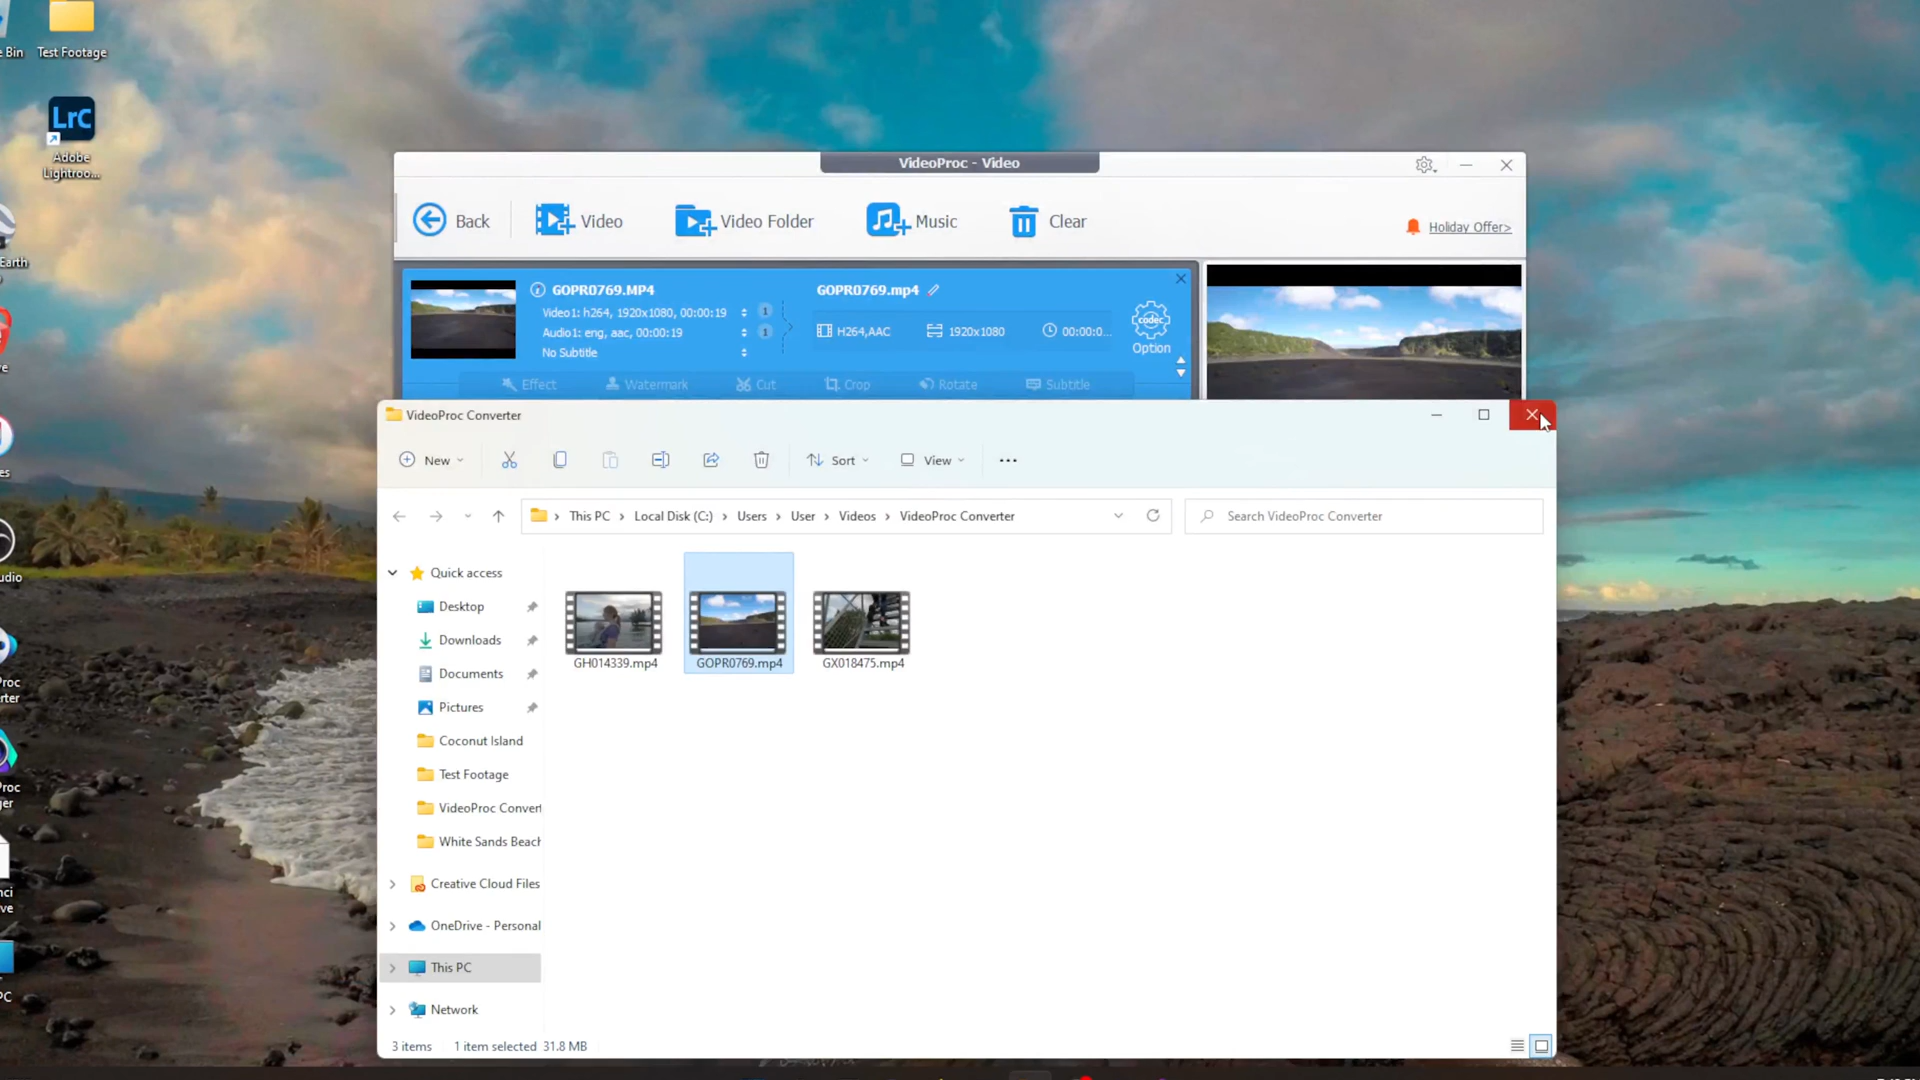 e Bin
Test Footage
LrC
Adobe
Lightroo...
Earth
ve
es
udio
Proc
rter
Proc
ger
nci
ve
PC
VideoProc - Video
Back
Video
Video Folder
Music
Clear
Holiday Offer>
GOPR0769.MP4
Video1: h264, 1920x1080, 00:00:19
1
Audio1: eng, aac, 00:00:19
1
No Subtitle
GOPR0769.mp4
H264,AAC
1920x1080
00:00:0...
codec
Option
Effect
Watermark
Cut
Crop
Rotate
Subtitle
VideoProc Converter
New
Sort
View
This PC > Local Disk (C:) > Users > User > Videos > VideoProc Converter
Search VideoProc Converter
Quick access
Desktop
Downloads
Documents
Pictures
Coconut Island
Test Footage
VideoProc Convert
White Sands Beach
Creative Cloud Files
OneDrive - Personal
This PC
Network
GH014339.mp4
GOPR0769.mp4
GX018475.mp4
3 items
1 item selected 31.8 MB